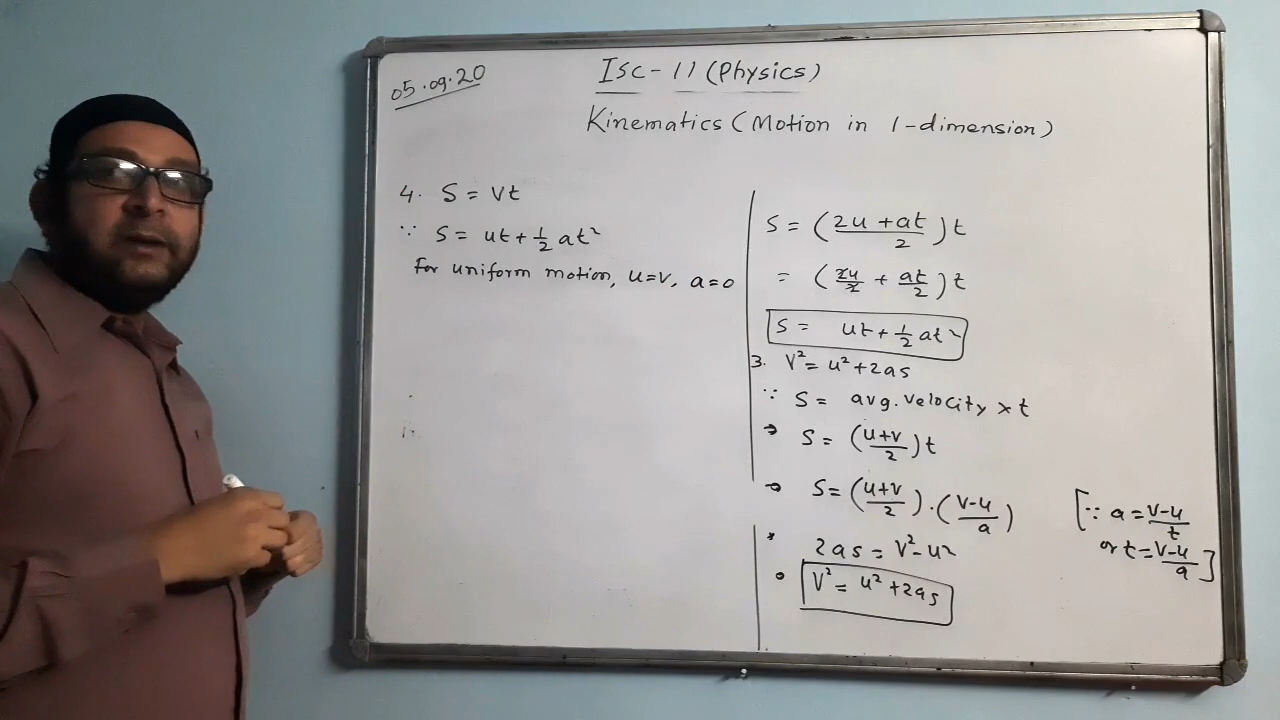 05.09.20
ISC-11 (Physics)
Kinematics (Motion in 1-dimension)
4. S = Vt
∵ S = ut + 1/2 at²
For uniform motion, u=v, a=0
S = (2u + at / 2) t
= (2u/2 + at/2) t
S = ut + 1/2 at²
3. V² = u² + 2as
∵ S = avg. velocity × t
⇒ S = (u+v / 2) t
⇒ S = (u+v / 2) · (v-u / a) [∵ a = v-u / t
or t = v-u / a]
2as = V² - u²
V² = u² + 2as